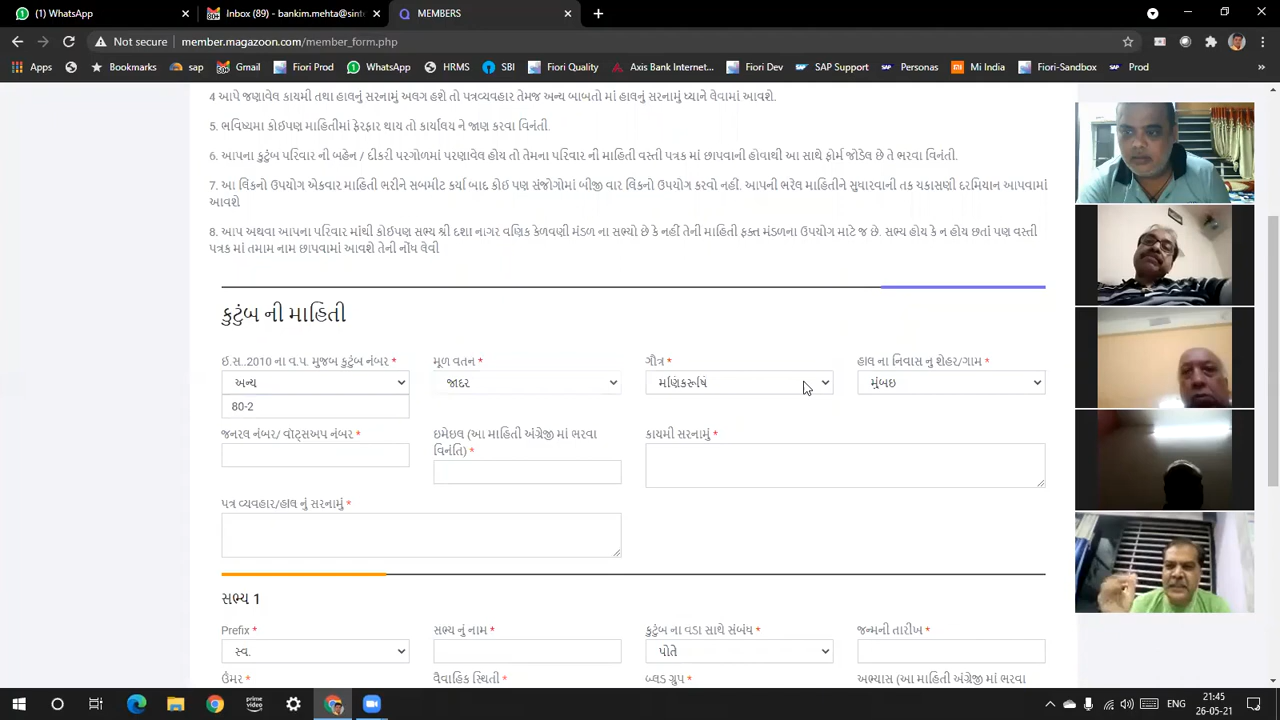 (1) WhatsApp
Inbox (89) - bankim.mehta@sint
MEMBERS
Not secure | member.magazoon.com/member_form.php
Apps Bookmarks sap Gmail Fiori Prod WhatsApp HRMS SBI Fiori Quality Axis Bank Internet... Fiori Dev SAP Support Persona Mi India Fiori Prod
4 આપે જણાવેલ કાયમી તથા હાલનું સરનામું અલગ હશે તો પત્રવ્યવહાર તેમજ અન્ય બાબતો માં હાલનું સરનામું ધ્યાને લેવામાં આવશે.
5. ભવિષ્યમા કોઈપણ માહિતીમાં ફેરફાર થાય તો કાર્યાલય ને જાણ કરવા વિનંતી.
6. આપના કુટુંબ પરિવાર ની બહેન / દીકરી પરગોળમાં પરણાવેલ હોય તો તેમના પરિવાર ની માહિતી વસ્તી પત્રક માં છાપવાની હોવાથી આ સાથે ફોર્મ જોડેલ છે તે ભરવા વિનંતી.
7. આ લિંકનો ઉપયોગ એકવાર માહિતી ભરીને સબમીટ કર્યા બાદ કોઈ પણ સંજોગોમાં બીજી વાર લિંકનો ઉપયોગ કરવો નહી. આપની ભરેલ માહિતીને સુધારવાની તક ચકાસણી દરમિયાન આપવામાં
આવશે
8. આપ અથવા આપના પરિવાર માંથી કોઈપણ સભ્ય શ્રી દશા નાગર વણિક કેળવણી મંડળ ના સભ્યો છે કે નહીં તેની માહિતી ફક્ત મંડળના ઉપયોગ માટે જ છે. સભ્ય હોય કે ન હોય છતાં પણ વસ્તી
પત્રક માં તમામ નામ છાપવામાં આવશે તેની નોંધ લેવી
કુટુંબ ની માહિતી
ઈ.સ.2010 ના વ.પ. મુજબ કુટુંબ નંબર * મૂળ વતન * ગૌત્ર * હાલ ના નિવાસ નુ શેહર/ગામ *
અન્ય જાદર મણિકરૂષિ મુંબઇ
80-2
જનરલ નંબર/ વૉટ્સઅપ નંબર * ઇમેઇલ (આ માહિતી અંગ્રેજી માં ભરવા કાયમી સરનામું *
વિનંતિ) *
પત્ર વ્યવહાર/હાલ નું સરનામું *
સભ્ય 1
Prefix * સભ્ય નું નામ * કુટુંબ ના વડા સાથે સંબંધ * જન્મની તારીખ *
સ્વ. પોતે
ઉંમર * વૈવાહિક સ્થિતી * બ્લડ ગ્રુપ * અભ્યાસ (આ માહિતી અંગ્રેજી માં ભરવા
ENG
21:45
26-05-21